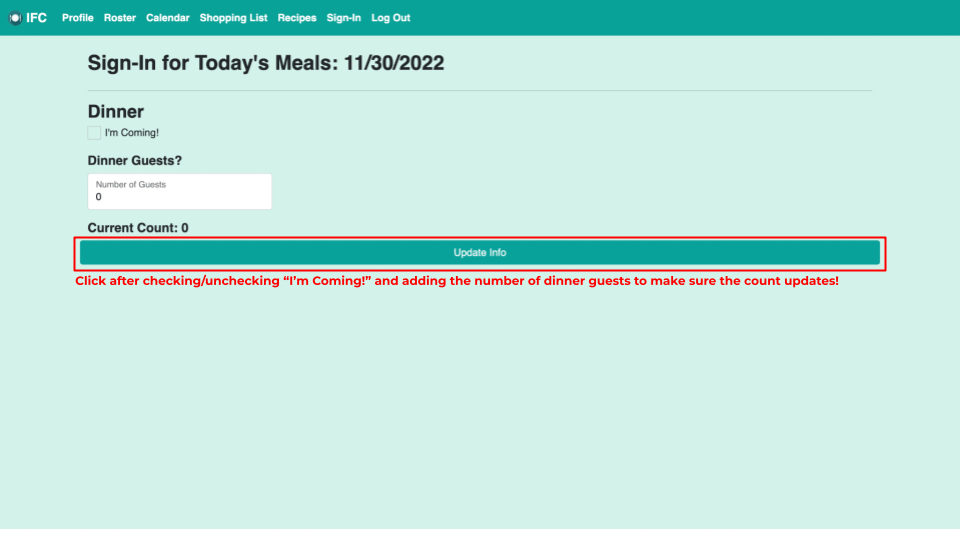 IFC Profile Roster Calendar Shopping List Recipes Sign-In Log Out
Sign-In for Today's Meals: 11/30/2022
Dinner
I'm Coming!
Dinner Guests?
Number of Guests
0
Current Count: 0
Update Info
Click after checking/unchecking “I’m Coming!” and adding the number of dinner guests to make sure the count updates!